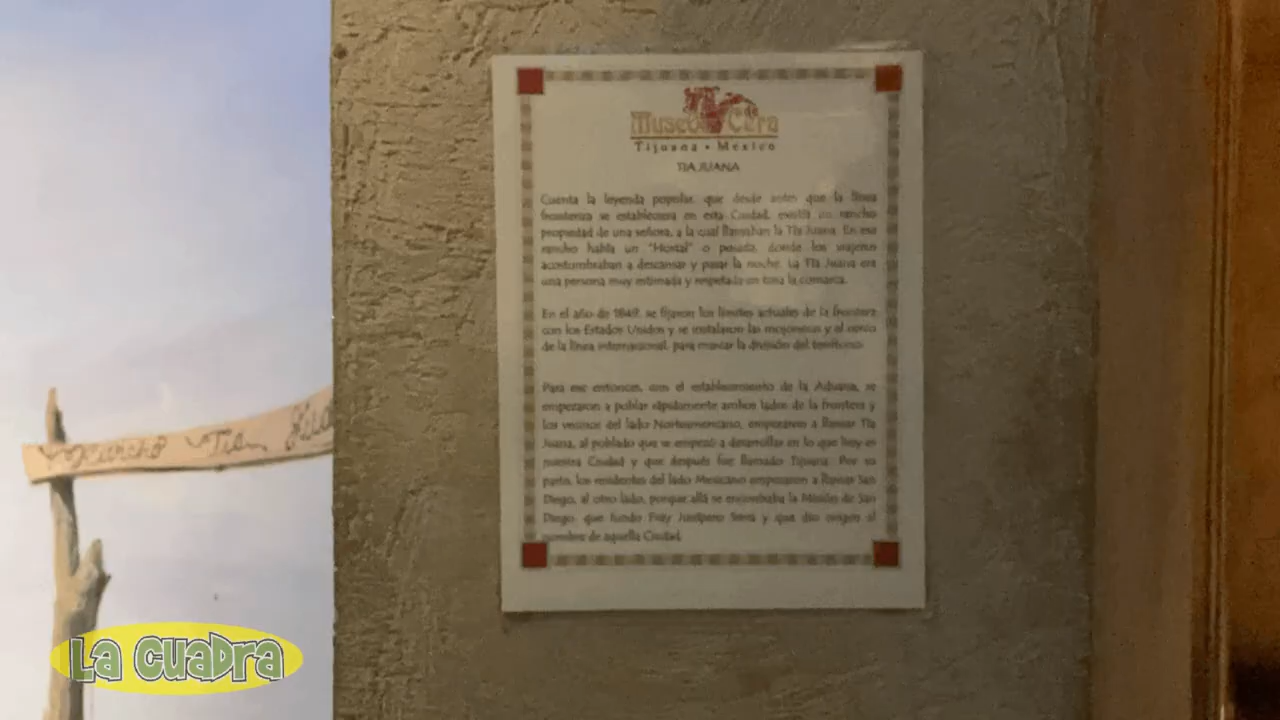 Museo de Cera
Tijuana • México
TIA JUANA
Cuenta la leyenda popular, que desde antes que la línea
fronteriza se estableciera en esta Ciudad, existía un rancho
propiedad de una señora, a la cual llamaban la Tía Juana. En ese
rancho había un "Hostal" o posada, donde los viajeros
acostumbraban a descansar y pasar la noche. La Tía Juana era
una persona muy estimada y respetada en toda la comarca.
En el año de 1849, se fijaron los límites actuales de la frontera
con los Estados Unidos y se instalaron las mojoneras y el
de la línea internacional, para marcar la división del territorio.
Para ese entonces, con el establecimiento de la Aduana, se
empezaron a poblar rápidamente ambos lados de la frontera y
los vecinos del lado Norteamericano, empezaron a llamar Tía
Juana, al poblado que se empezó a desarrollar en lo que hoy es
nuestra Ciudad y que después fue llamado Tijuana. Por su
parte, los residentes del lado Mexicano empezaron a llamar San
Diego, al otro lado, porque allá se encontraba la Misión de San
Diego, que fundo Fray Junípero Serra y que dio origen al
nombre de aquella Ciudad.
Rancho Tia
La Cuadra